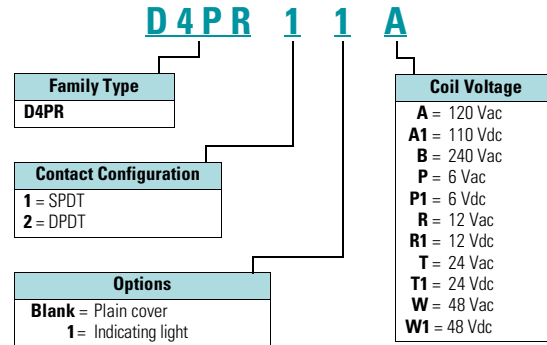 D4PR 1 1 A
Family Type
D4PR
Contact Configuration
1 = SPDT
2 = DPDT
Options
Blank = Plain cover
1 = Indicating light
Coil Voltage
A = 120 Vac
A1 = 110 Vdc
B = 240 Vac
P = 6 Vac
P1 = 6 Vdc
R = 12 Vac
R1 = 12 Vdc
T = 24 Vac
T1 = 24 Vdc
W = 48 Vac
W1 = 48 Vdc